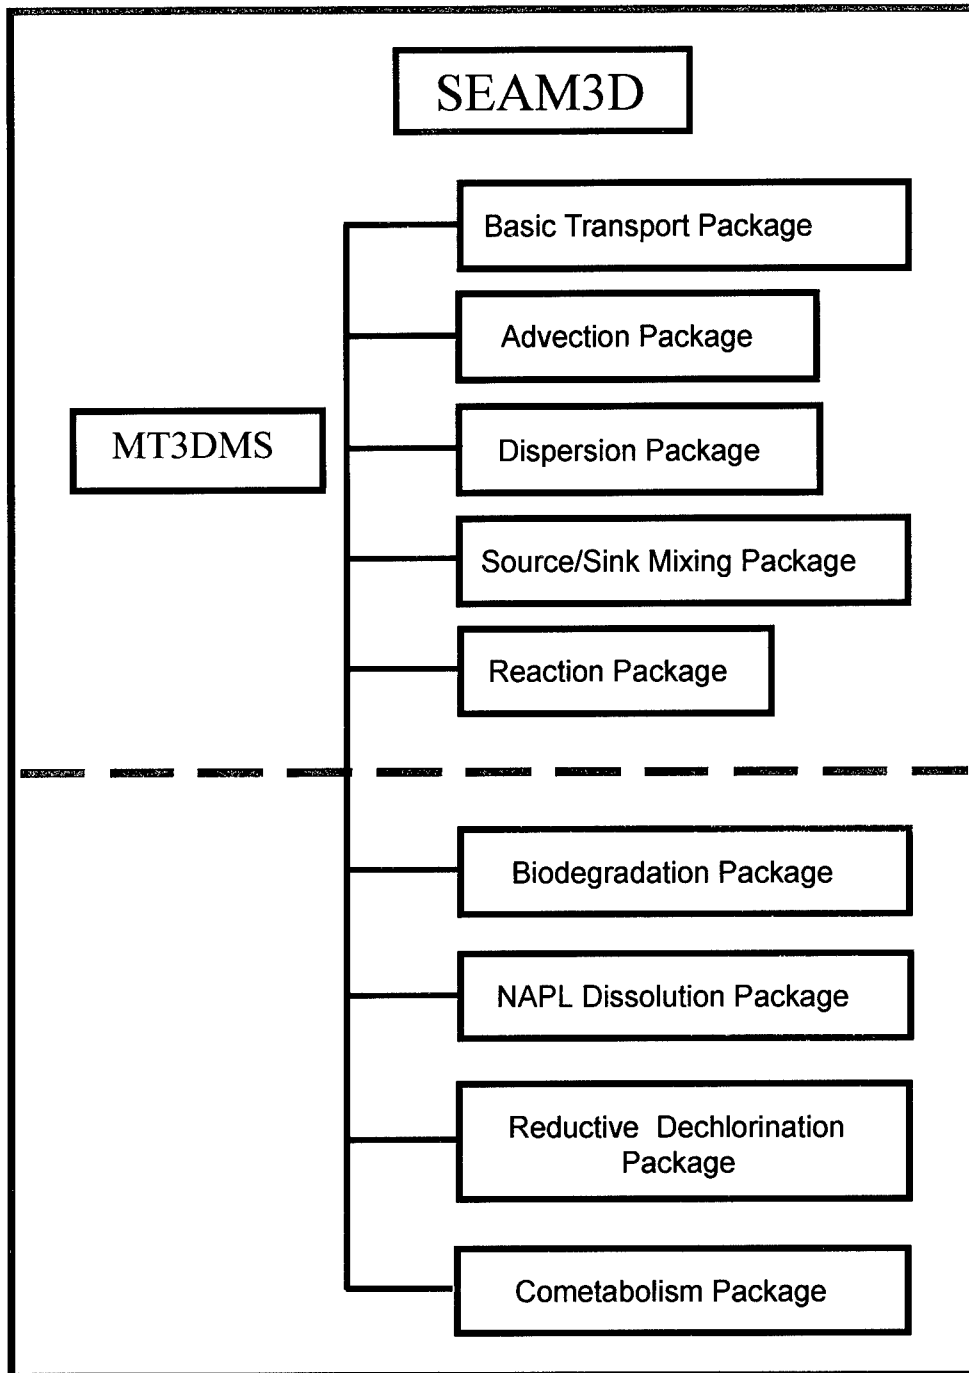 SEAM3D
Basic Transport Package
Advection Package
MT3DMS
Dispersion Package
Source/Sink Mixing Package
Reaction Package
Biodegradation Package
NAPL Dissolution Package
Reductive Dechlorination
Package
Cometabolism Package